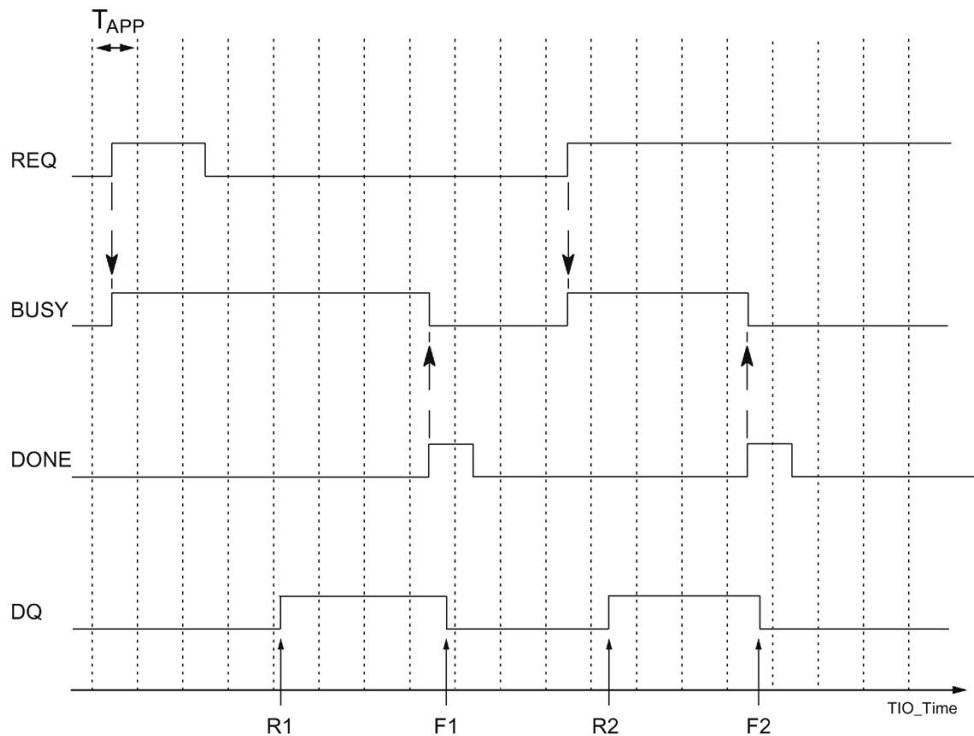 TAPP
REQ
BUSY
DONE
DQ
TIO_Time
R1 F1 R2 F2